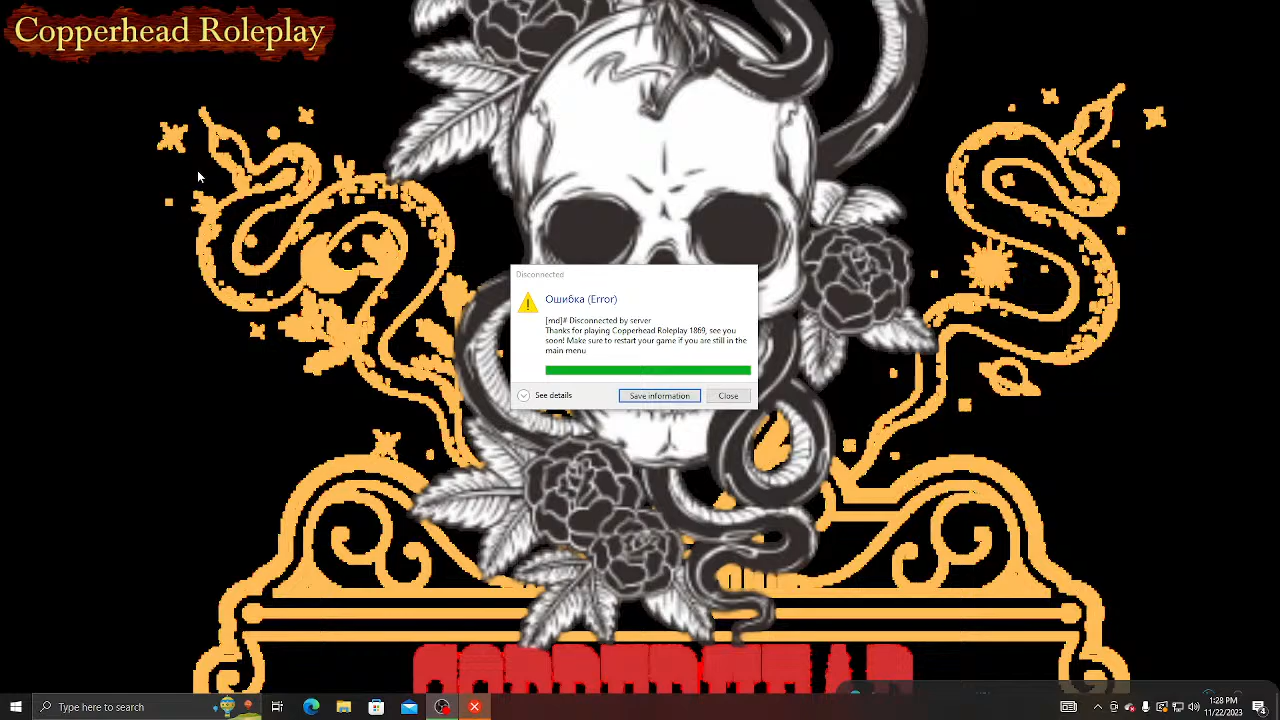 Copperhead Roleplay
Disconnected
Ошибка (Error)
[md]# Disconnected by server
Thanks for playing Copperhead Roleplay 1869, see you
soon! Make sure to restart your game if you are still in the
main menu
See details
Save information
Close
COPPERHEAD
Type here to search
1:28 PM
11/22/2023